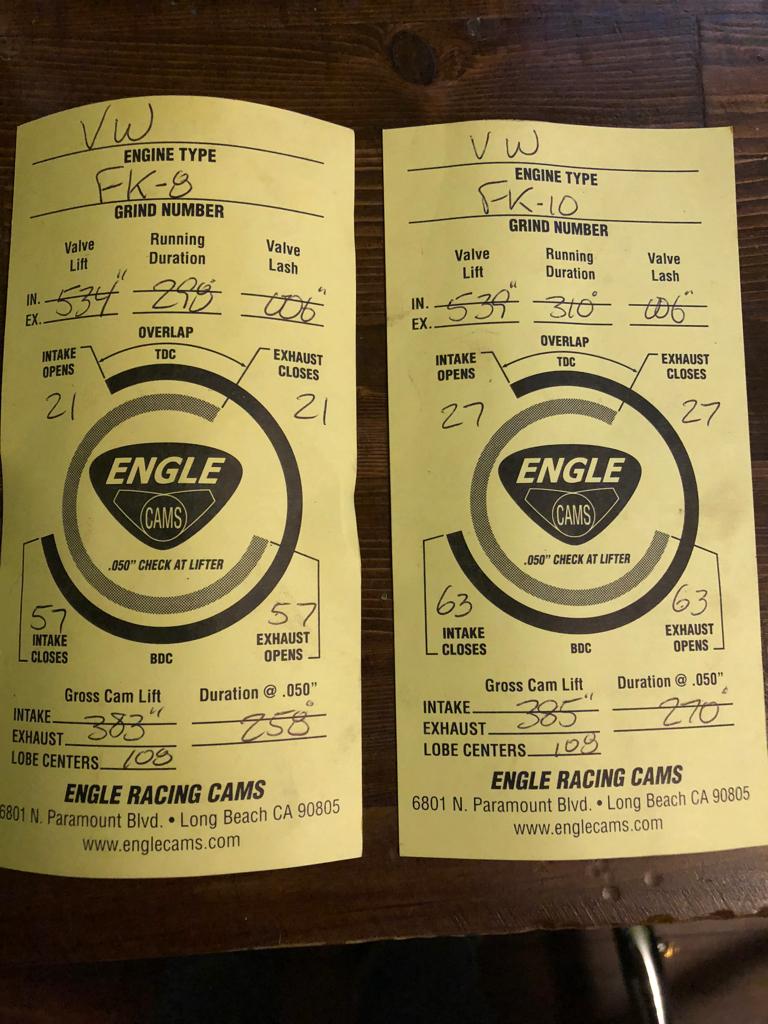 VW
ENGINE TYPE
FK-8
GRIND NUMBER
Valve Lift
Running Duration
Valve Lash
IN.
EX.
534"
298°
006"
OVERLAP
TDC
INTAKE OPENS
EXHAUST CLOSES
21
21
ENGLE
CAMS
.050" CHECK AT LIFTER
57
57
INTAKE CLOSES
EXHAUST OPENS
BDC
Gross Cam Lift
Duration @ .050"
INTAKE
EXHAUST
383"
258°
LOBE CENTERS 108
ENGLE RACING CAMS
6801 N. Paramount Blvd. • Long Beach CA 90805
www.englecams.com
VW
ENGINE TYPE
FK-10
GRIND NUMBER
Valve Lift
Running Duration
Valve Lash
IN.
EX.
539"
310°
006"
OVERLAP
TDC
INTAKE OPENS
EXHAUST CLOSES
27
27
ENGLE
CAMS
.050" CHECK AT LIFTER
63
63
INTAKE CLOSES
EXHAUST OPENS
BDC
Gross Cam Lift
Duration @ .050"
INTAKE
EXHAUST
385"
270°
LOBE CENTERS 108
ENGLE RACING CAMS
6801 N. Paramount Blvd. • Long Beach CA 90805
www.englecams.com